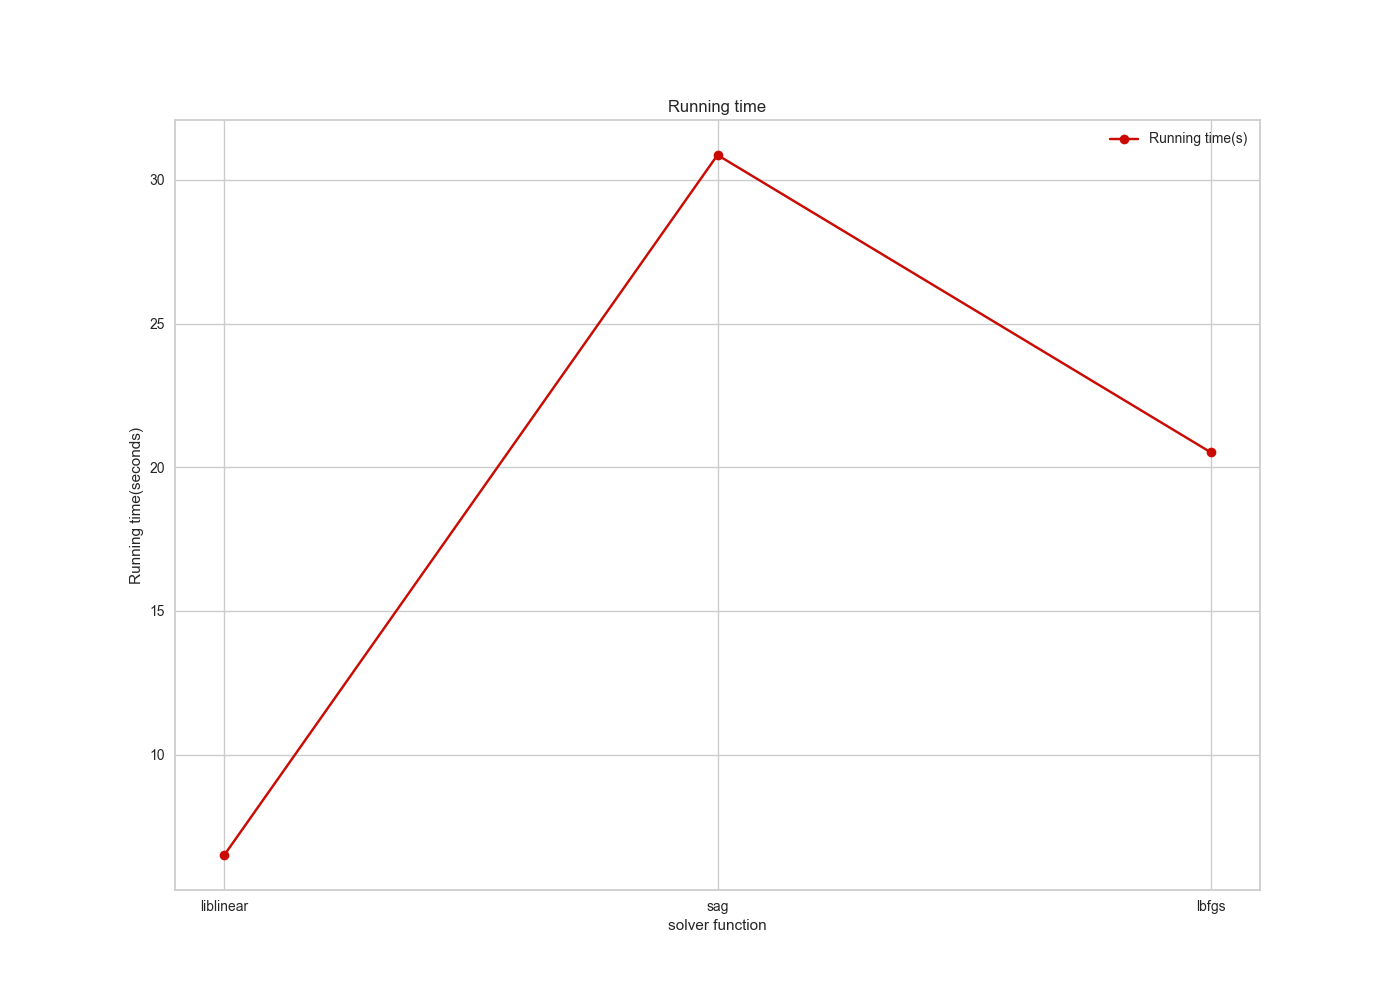 Running time
Running time(s)
30
25
20
15
10
Running time(seconds)
liblinear
sag
lbfgs
solver function